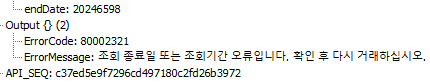 endDate: 20246598
Output {} (2)
ErrorCode: 80002321
ErrorMessage: 조회 종료일 또는 조회기간 오류입니다. 확인 후 다시 거래하십시오.
API_SEQ: c37ed5e9f7296cd497180c2fd26b3972